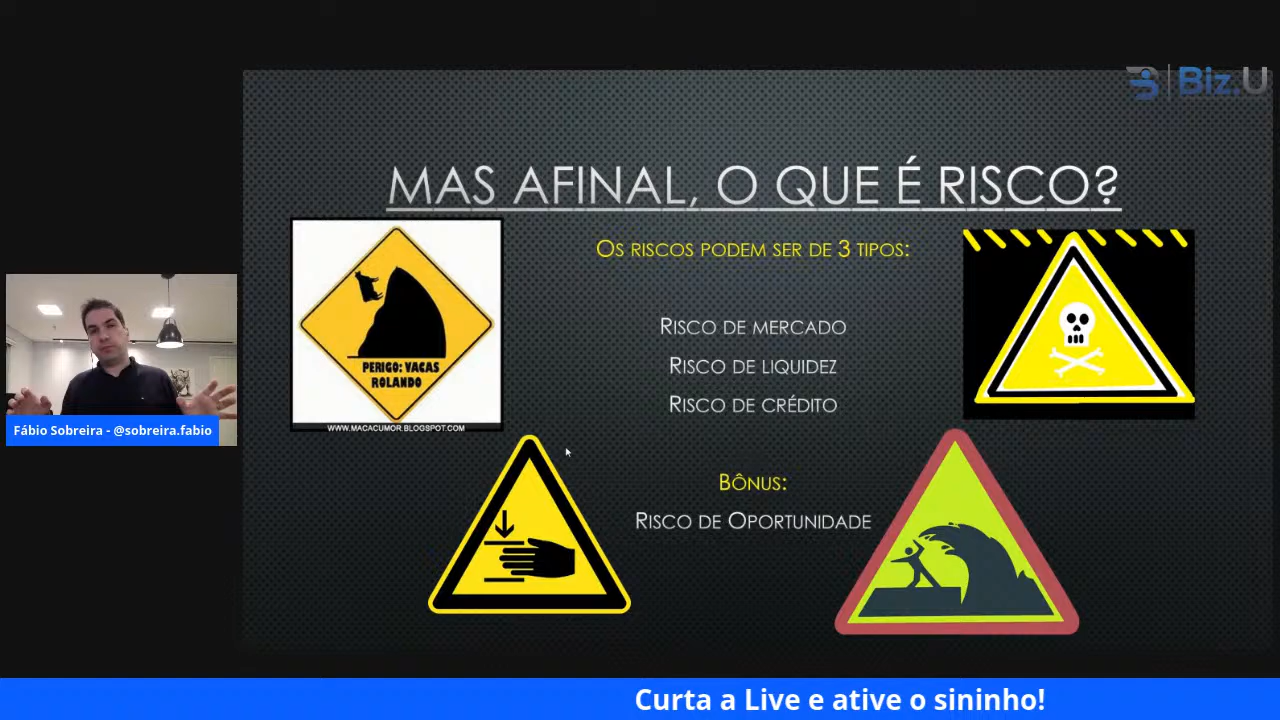 Biz.U
MAS AFINAL, O QUE É RISCO?
OS RISCOS PODEM SER DE 3 TIPOS:
RISCO DE MERCADO
RISCO DE LIQUIDEZ
RISCO DE CRÉDITO
BÔNUS:
RISCO DE OPORTUNIDADE
PERIGO: VACAS
ROLANDO
WWW.MACACUMOR.BLOGSPOT.COM
Fábio Sobreira - @sobreira.fabio
Curta a Live e ative o sininho!